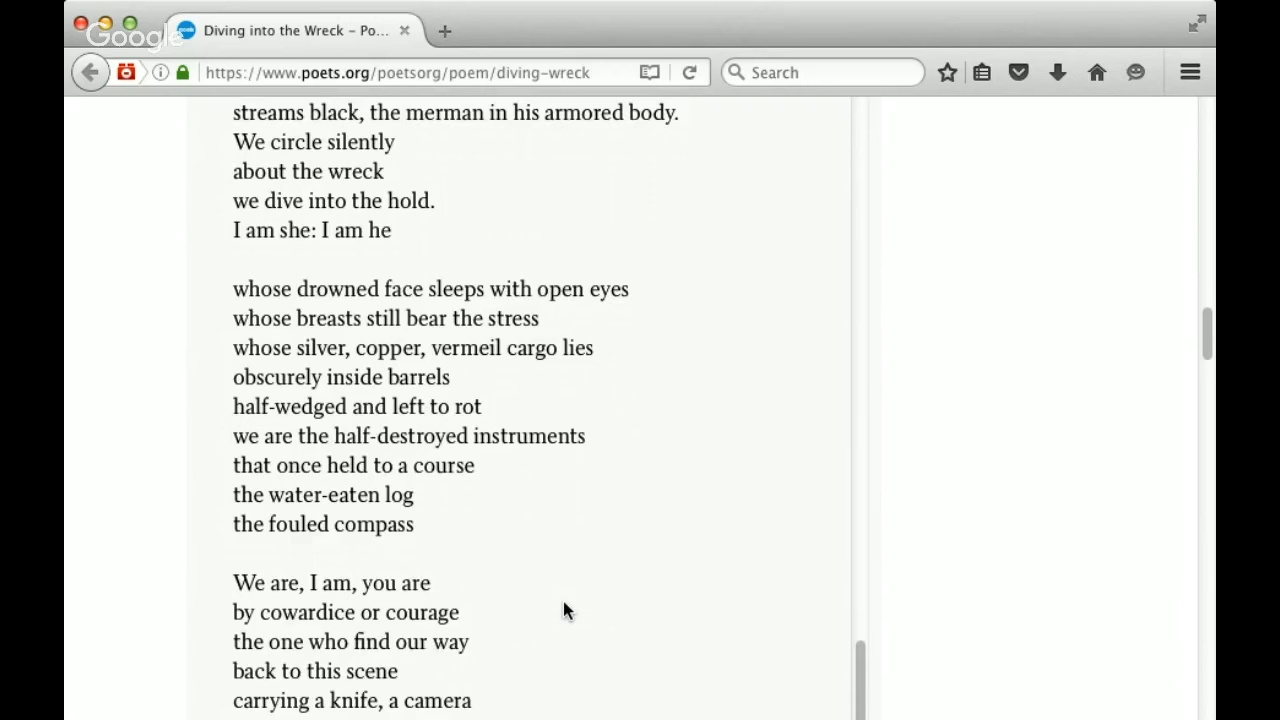 Google
Diving into the Wreck – Po...
https://www.poets.org/poetsorg/poem/diving-wreck
Search
streams black, the merman in his armored body.
We circle silently
about the wreck
we dive into the hold.
I am she: I am he
whose drowned face sleeps with open eyes
whose breasts still bear the stress
whose silver, copper, vermeil cargo lies
obscurely inside barrels
half-wedged and left to rot
we are the half-destroyed instruments
that once held to a course
the water-eaten log
the fouled compass
We are, I am, you are
by cowardice or courage
the one who find our way
back to this scene
carrying a knife, a camera